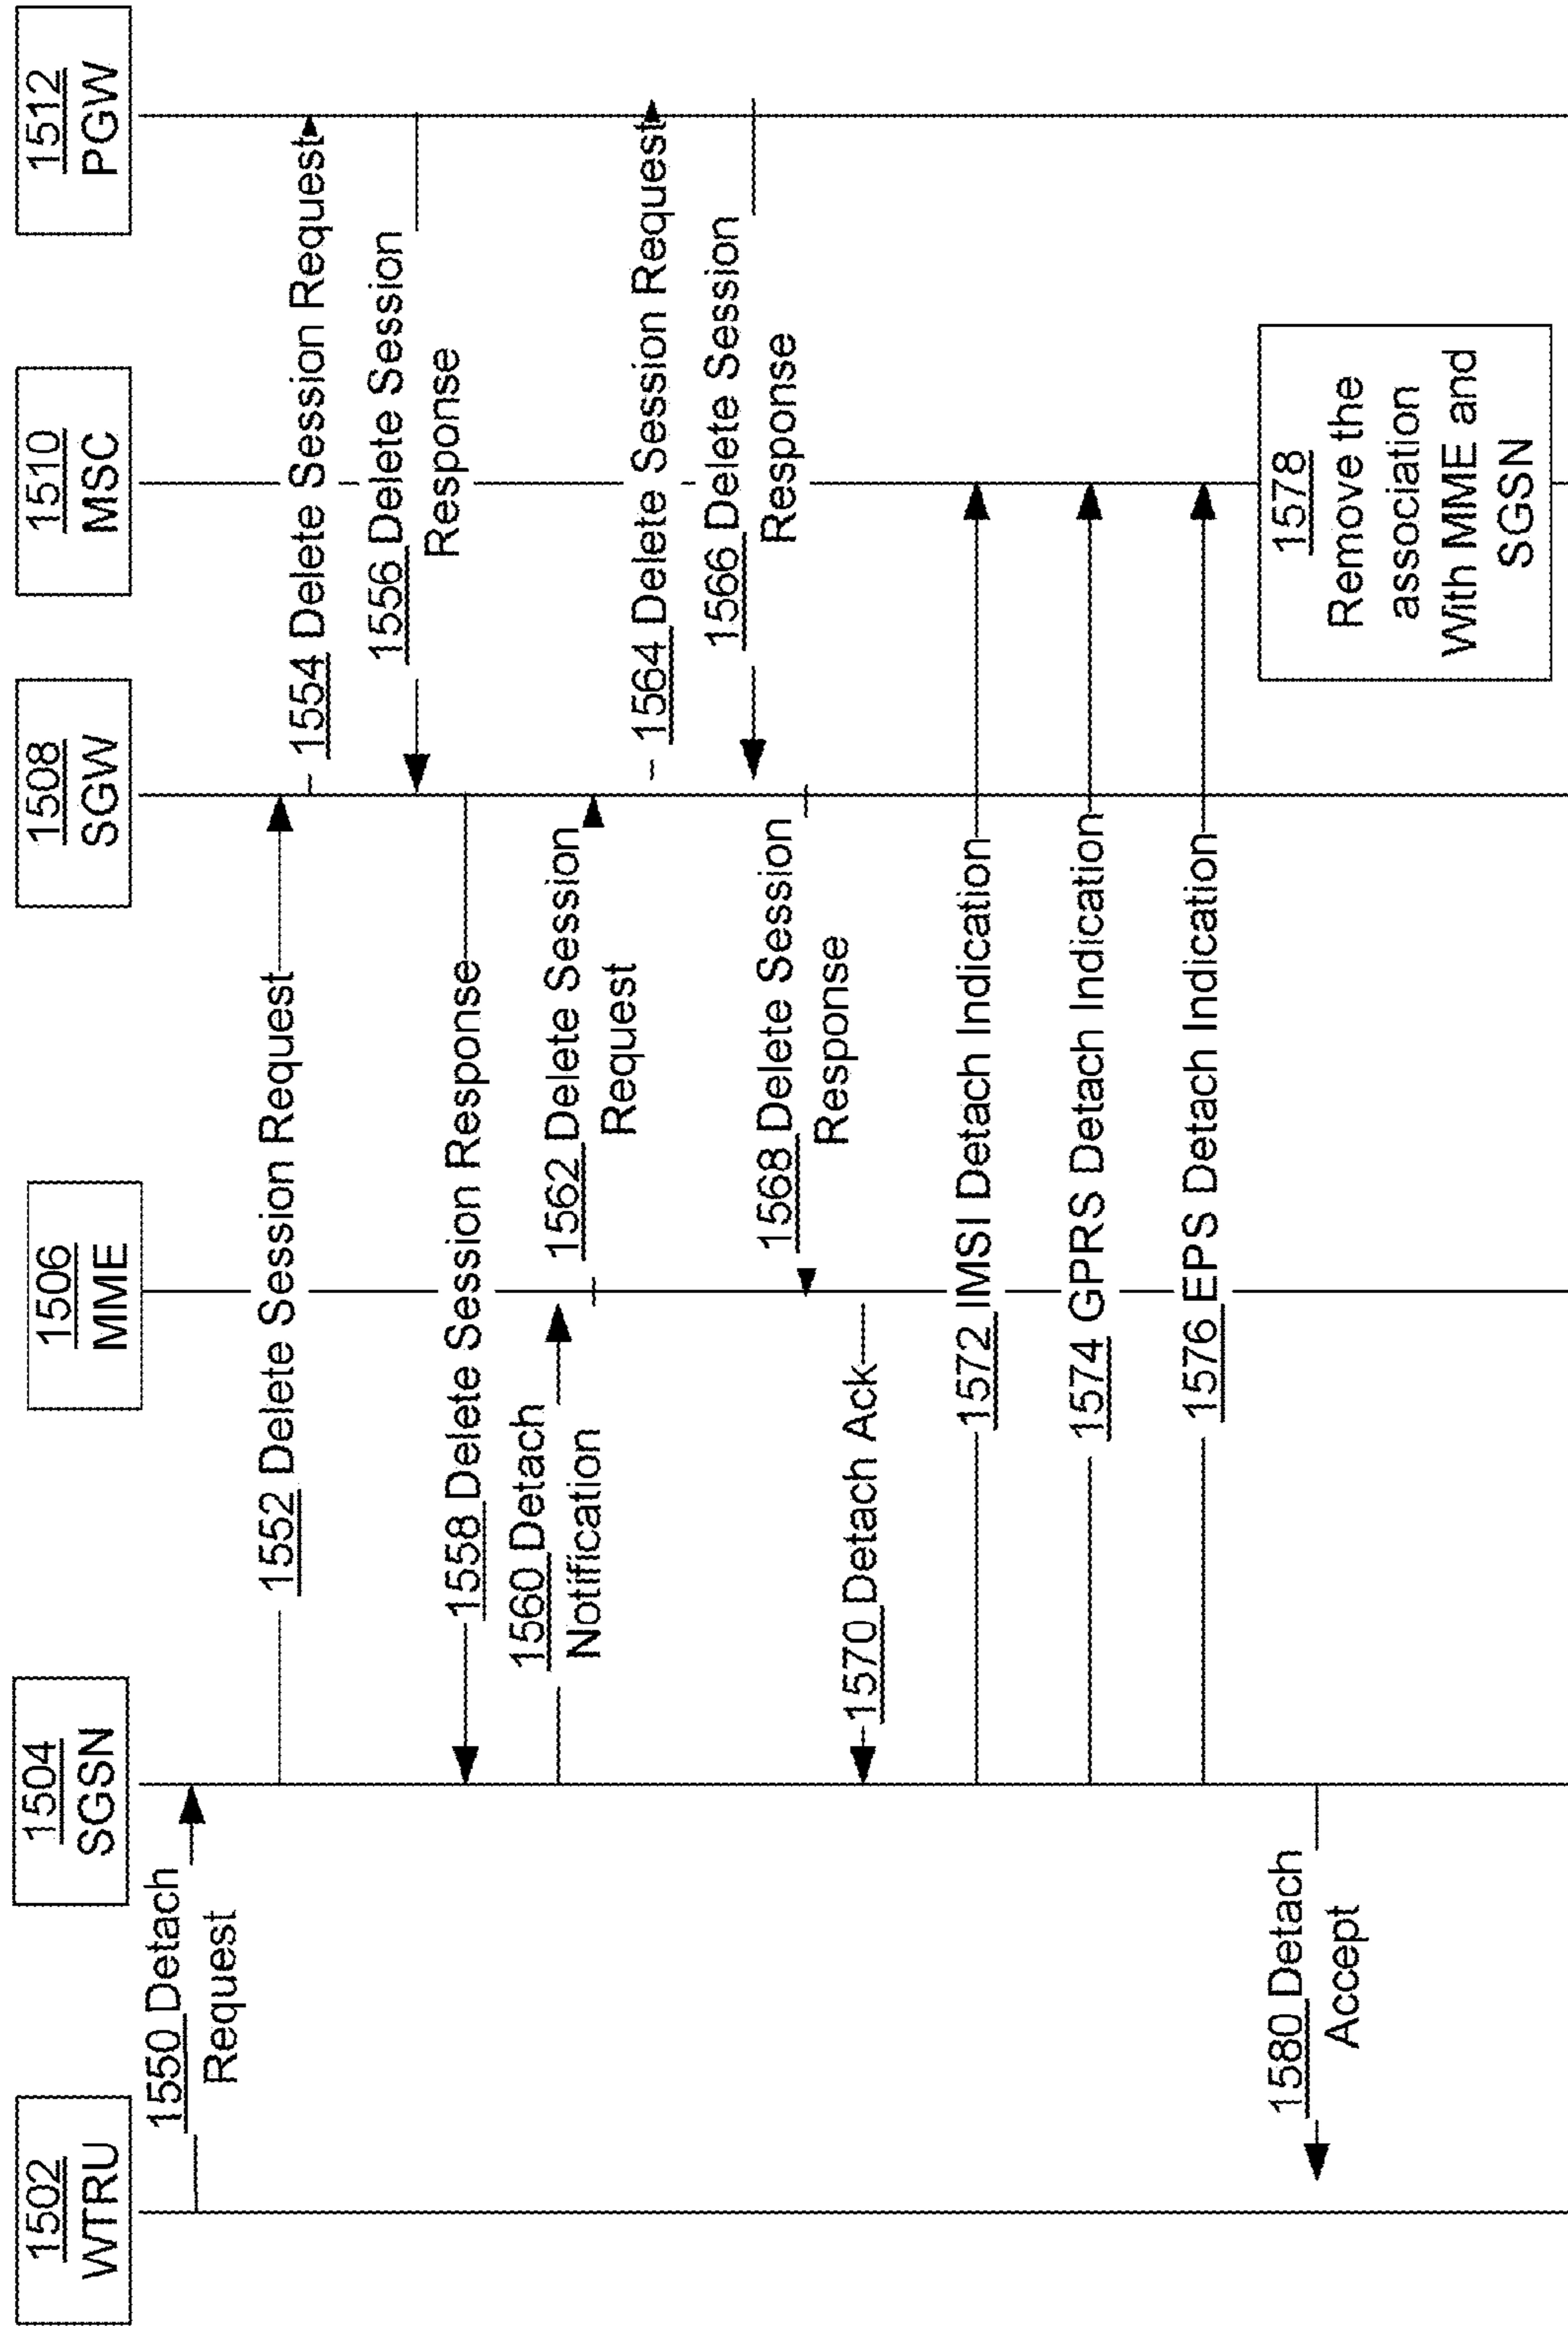 1502
WTRU
1504
SGSN
1506
MME
1508
SGW
1510
MSC
1512
PGW
1550 Detach
Request
1552 Delete Session Request
1554 Delete Session Request
1556 Delete Session
Response
1558 Delete Session Response
1560 Detach
Notification
1562 Delete Session
Request
1564 Delete Session Request
1566 Delete Session
Response
1568 Delete Session
Response
1570 Detach Ack
1572 IMSI Detach Indication
1574 GPRS Detach Indication
1576 EPS Detach Indication
1578
Remove the
association
With MME and
SGSN
1580 Detach
Accept